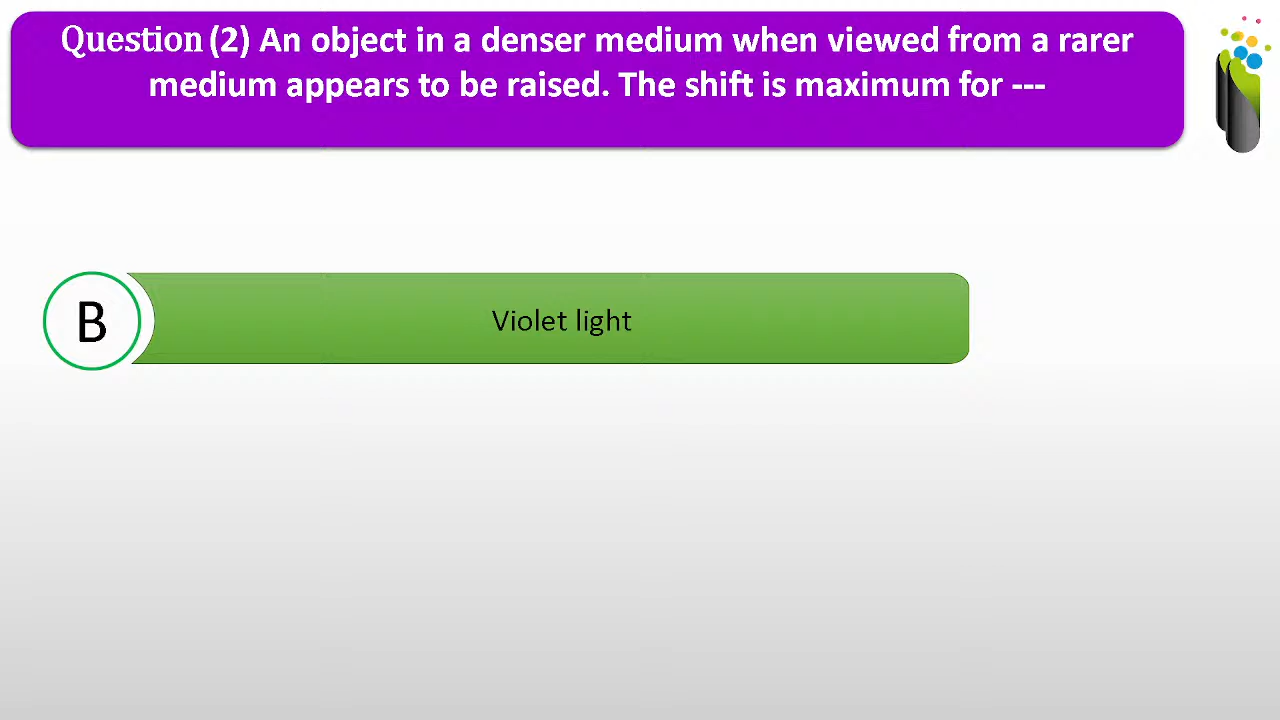 Question (2) An object in a denser medium when viewed from a rarer
medium appears to be raised. The shift is maximum for ---
B
Violet light